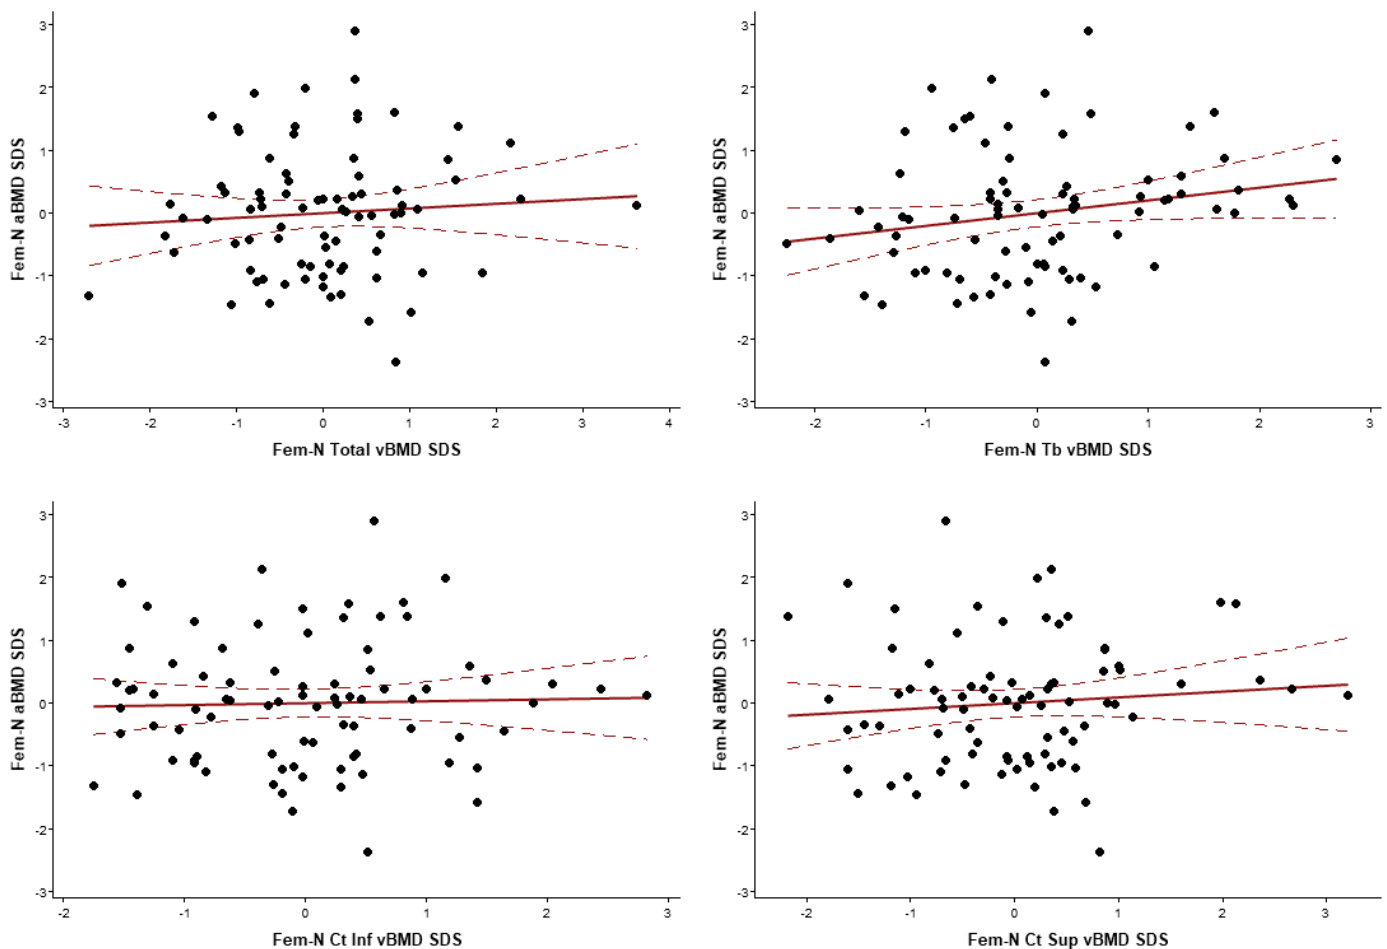 3
2
1
0
-1
-2
-3
Fem-N aBMD SDS
-3 -2 -1 0 1 2 3 4
Fem-N Total vBMD SDS
3
2
1
0
-1
-2
-3
Fem-N aBMD SDS
-2 -1 0 1 2 3
Fem-N Tb vBMD SDS
3
2
1
0
-1
-2
-3
Fem-N aBMD SDS
-2 -1 0 1 2 3
Fem-N Ct Inf vBMD SDS
3
2
1
0
-1
-2
-3
Fem-N aBMD SDS
-2 -1 0 1 2 3
Fem-N Ct Sup vBMD SDS